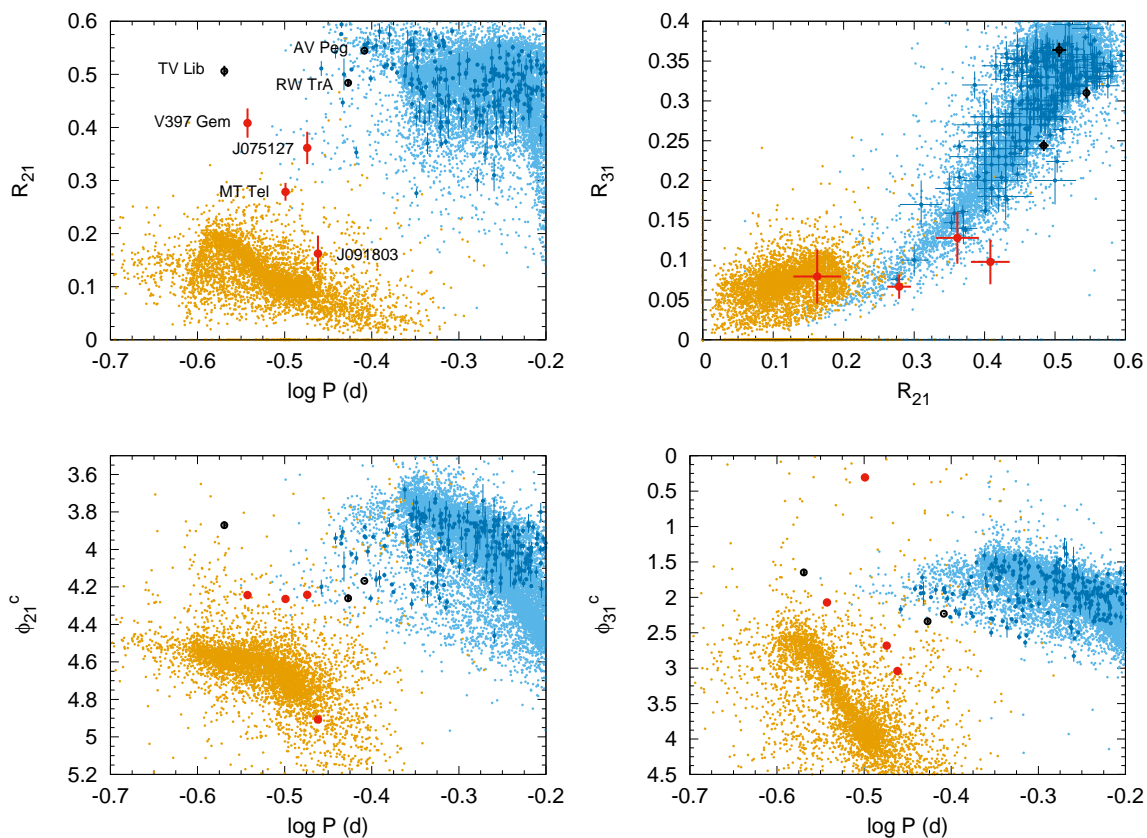 0.6
0.5
0.4
0.3
0.2
0.1
0
R21
-0.7 -0.6 -0.5 -0.4 -0.3 -0.2
log P (d)
AV Peg
TV Lib
RW TrA
V397 Gem
J075127
MT Tel
J091803
0.4
0.35
0.3
0.25
0.2
0.15
0.1
0.05
0
R31
0 0.1 0.2 0.3 0.4 0.5 0.6
R21
3.6
3.8
4
4.2
4.4
4.6
4.8
5
5.2
ϕ21 c
-0.7 -0.6 -0.5 -0.4 -0.3 -0.2
log P (d)
0
0.5
1
1.5
2
2.5
3
3.5
4
4.5
ϕ31 c
-0.7 -0.6 -0.5 -0.4 -0.3 -0.2
log P (d)